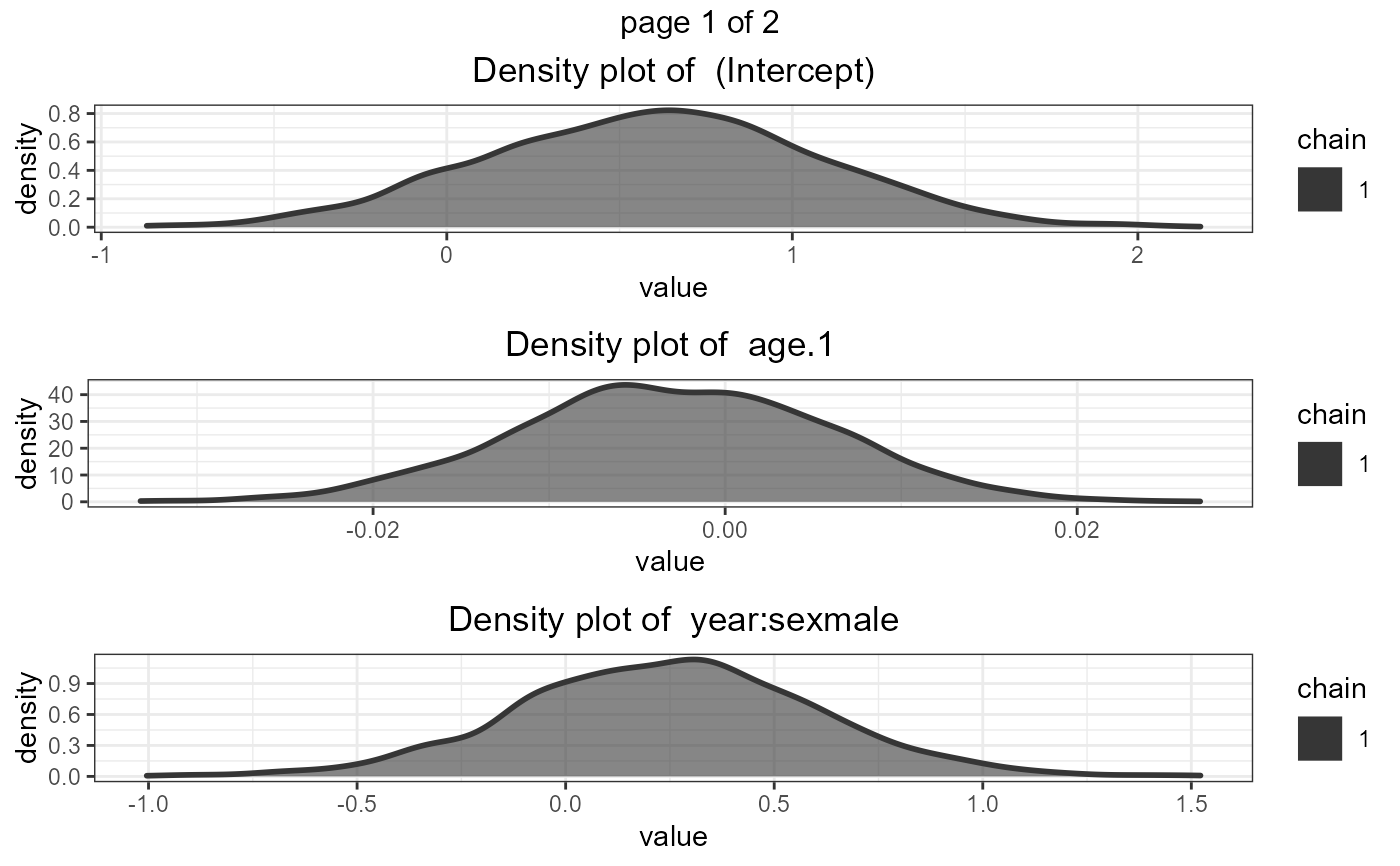 page 1 of 2
Density plot of  (Intercept)
density
0.8
0.6
0.4
0.2
0.0
-1 0 1 2
value
chain
1
Density plot of  age.1
density
40
30
20
10
0
-0.02 0.00 0.02
value
chain
1
Density plot of  year:sexmale
density
0.9
0.6
0.3
0.0
-1.0 -0.5 0.0 0.5 1.0 1.5
value
chain
1